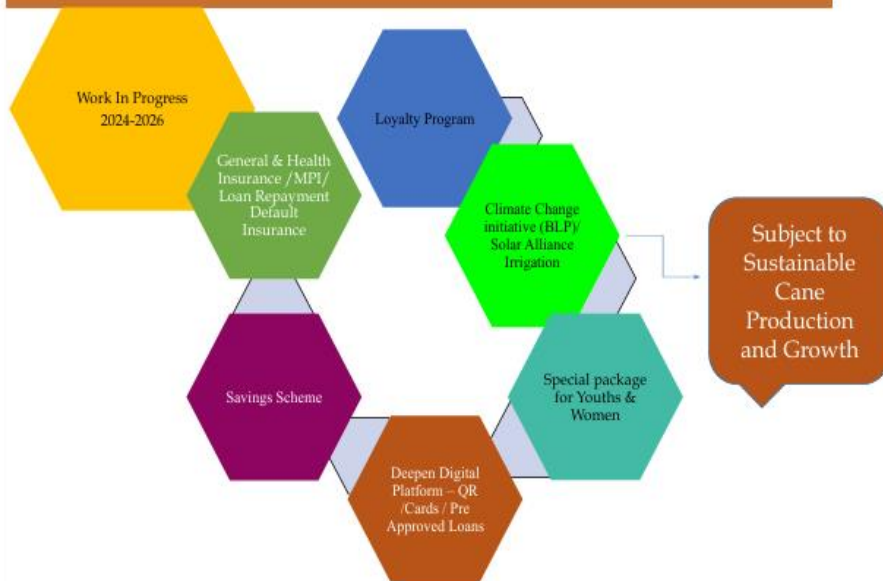 Work In Progress
2024-2026
Loyalty Program
General & Health
Insurance /MPI/
Loan Repayment
Default
Insurance
Climate Change
initiative (BLP)/
Solar Alliance
Irrigation
Subject to
Sustainable
Cane
Production
and Growth
Savings Scheme
Special package
for Youths &
Women
Deepen Digital
Platform – QR
/Cards / Pre
Approved Loans